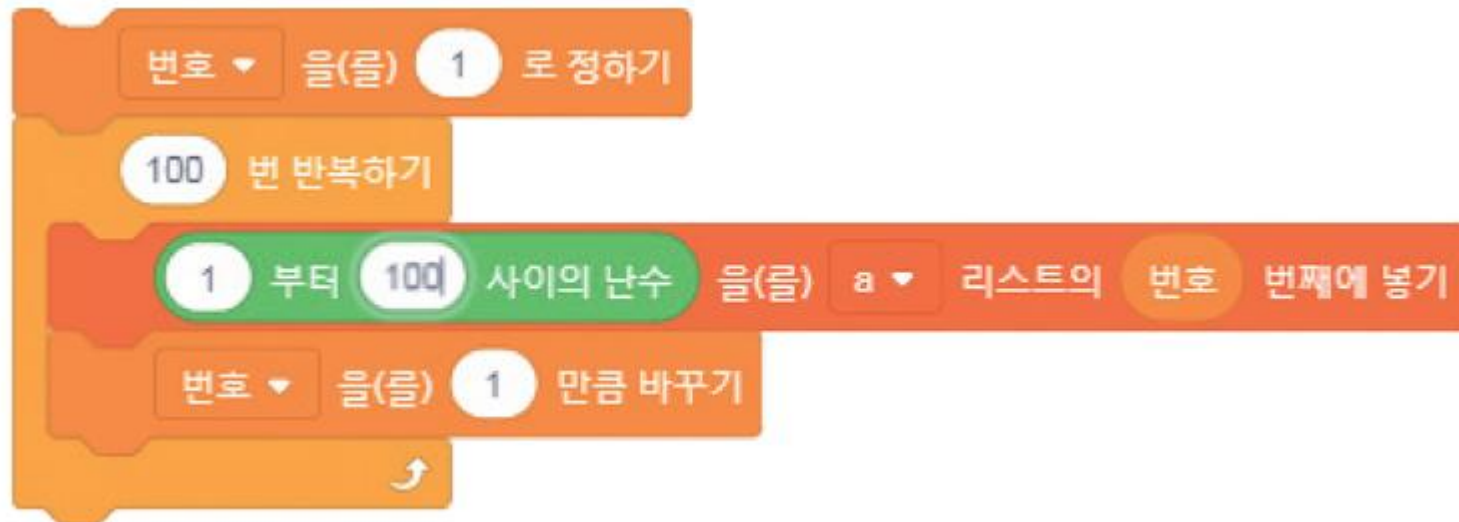 번호 을(를) 1 로 정하기
100 번 반복하기
1 부터 100 사이의 난수 을(를) a 리스트의 번호 번째에 넣기
번호 을(를) 1 만큼 바꾸기